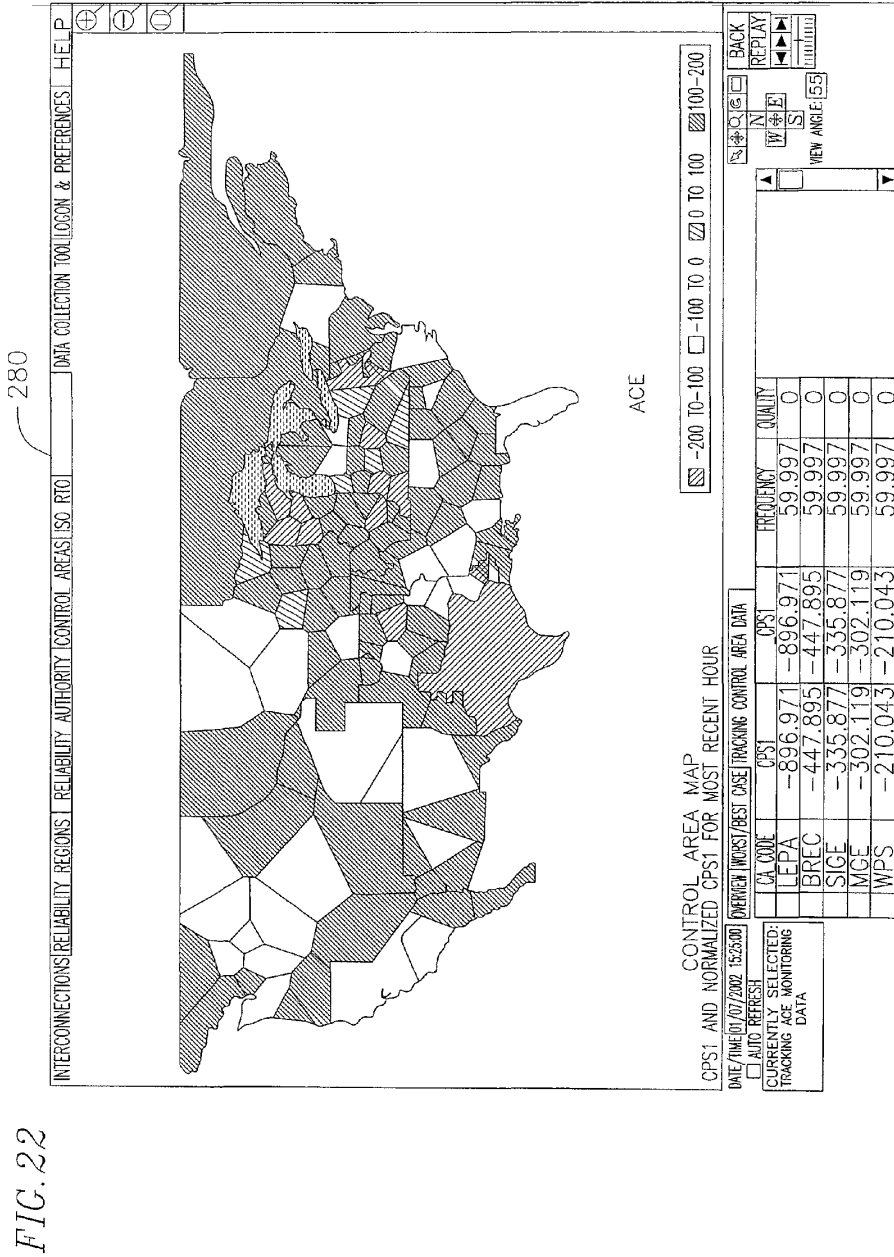 FIG. 22
280
INTERCONNECTIONS RELIABILITY REGIONS RELIABILITY AUTHORITY CONTROL AREAS ISO RTO DATA COLLECTION TOOL LOGON & PREFERENCES HELP
ACE
CONTROL AREA MAP
CPS1 AND NORMALIZED CPS1 FOR MOST RECENT HOUR
-200 TO-100 -100 TO 0 0 TO 100 100-200
DATE/TIME 01/07/2002 15:25:00
AUTO REFRESH
CURRENTLY SELECTED:
TRACKING ACE MONITORING
DATA
OVERVIEW WORST/BEST CASE TRACKING CONTROL AREA DATA
CA CODE CPS1 CPS1 FREQUENCY QUALITY
LEPA -896.971 -896.971 59.997 0
BREC -447.895 -447.895 59.997 0
SIGE -335.877 -335.877 59.997 0
MGE -302.119 -302.119 59.997 0
WPS -210.043 -210.043 59.997 0
N
W E
S
VIEW ANGLE: 55
BACK
REPLAY